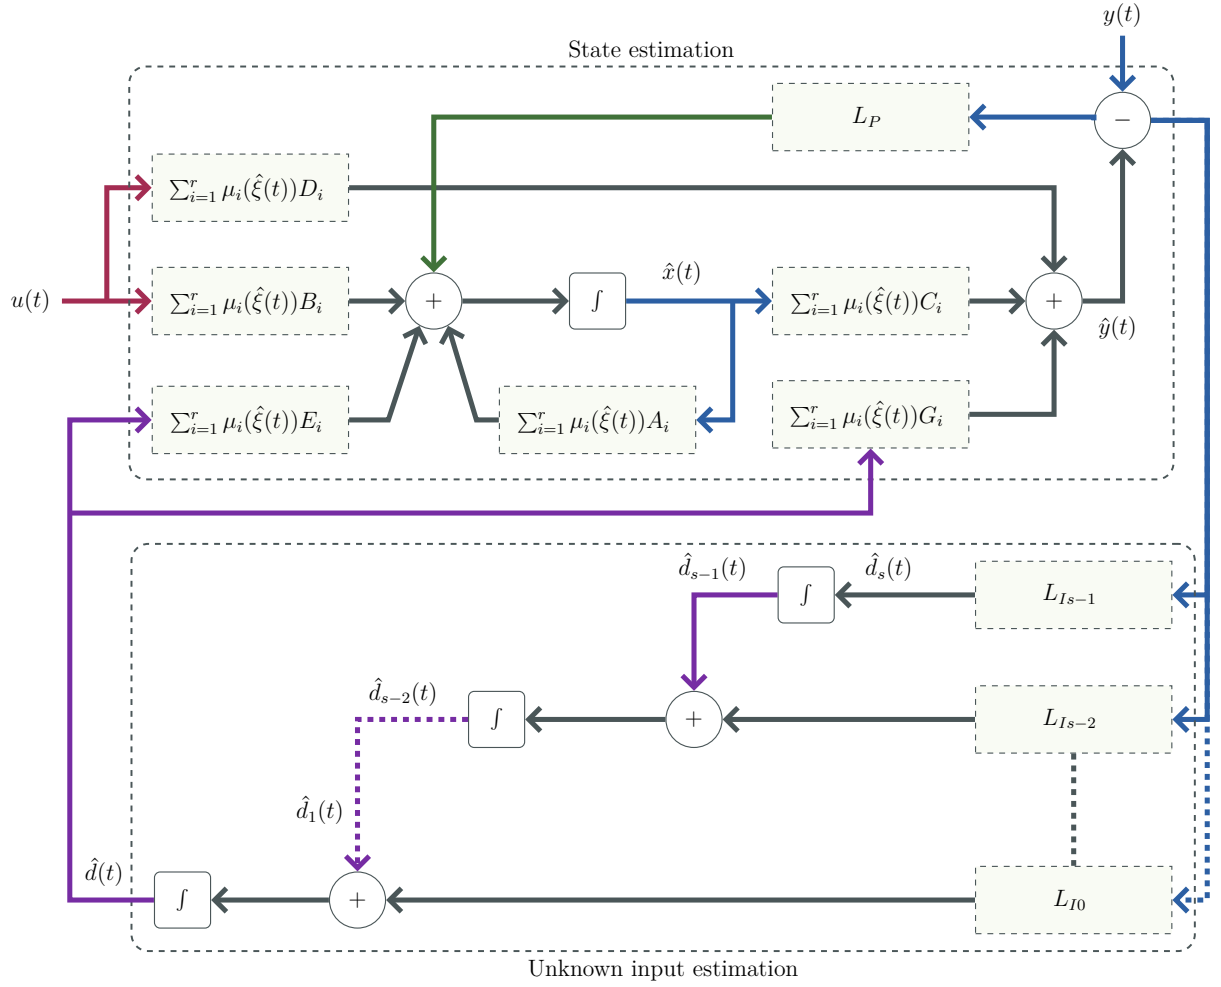 y(t)
State estimation
L_P
−
∑_{i=1}^r μ_i(ξ̂(t))D_i
u(t)
∑_{i=1}^r μ_i(ξ̂(t))B_i
+
∫
x̂(t)
∑_{i=1}^r μ_i(ξ̂(t))C_i
+
ŷ(t)
∑_{i=1}^r μ_i(ξ̂(t))E_i
∑_{i=1}^r μ_i(ξ̂(t))A_i
∑_{i=1}^r μ_i(ξ̂(t))G_i
d̂_{s−1}(t)
∫
d̂_s(t)
L_{Is−1}
d̂_{s−2}(t)
∫
+
L_{Is−2}
d̂_1(t)
d̂(t)
∫
+
L_{I0}
Unknown input estimation